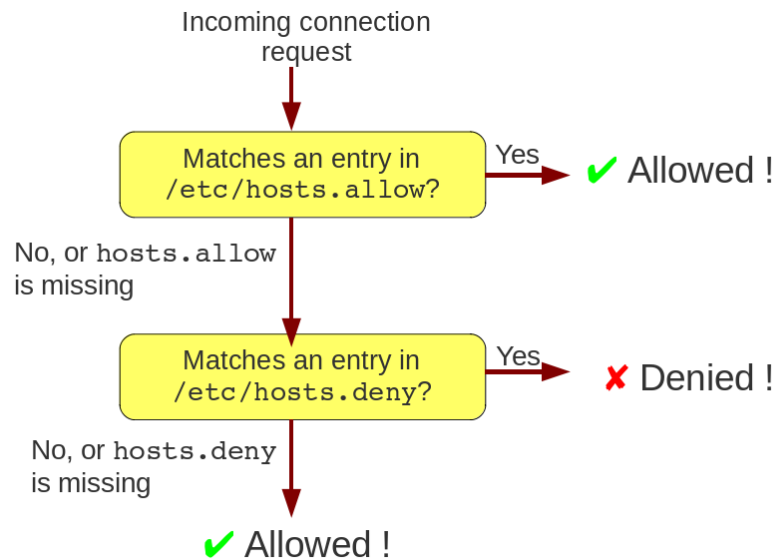 Incoming connection
request
Matches an entry in
/etc/hosts.allow?
Yes
✔ Allowed !
No, or hosts.allow
is missing
Matches an entry in
/etc/hosts.deny?
Yes
✘ Denied !
No, or hosts.deny
is missing
✔ Allowed !